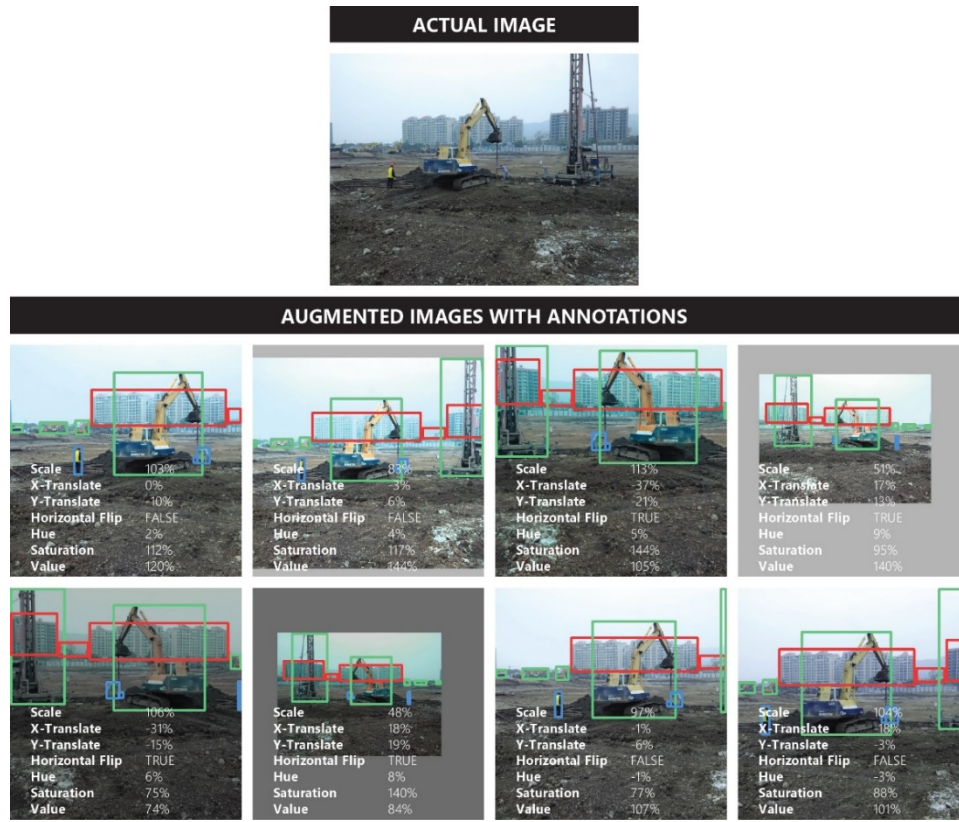 ACTUAL IMAGE
AUGMENTED IMAGES WITH ANNOTATIONS
Scale 103%
X-Translate 0%
Y-Translate -10%
Horizontal Flip FALSE
Hue 2%
Saturation 112%
Value 120%
Scale 83%
X-Translate -3%
Y-Translate 6%
Horizontal Flip FALSE
Hue 4%
Saturation 117%
Value 144%
Scale 113%
X-Translate -37%
Y-Translate -21%
Horizontal Flip TRUE
Hue 5%
Saturation 144%
Value 105%
Scale 51%
X-Translate 17%
Y-Translate 13%
Horizontal Flip TRUE
Hue 9%
Saturation 95%
Value 140%
Scale 106%
X-Translate -31%
Y-Translate -15%
Horizontal Flip TRUE
Hue 6%
Saturation 75%
Value 74%
Scale 48%
X-Translate 18%
Y-Translate 19%
Horizontal Flip TRUE
Hue 8%
Saturation 140%
Value 84%
Scale 97%
X-Translate -1%
Y-Translate -6%
Horizontal Flip FALSE
Hue -1%
Saturation 77%
Value 107%
Scale 104%
X-Translate -18%
Y-Translate -3%
Horizontal Flip FALSE
Hue -3%
Saturation 88%
Value 101%